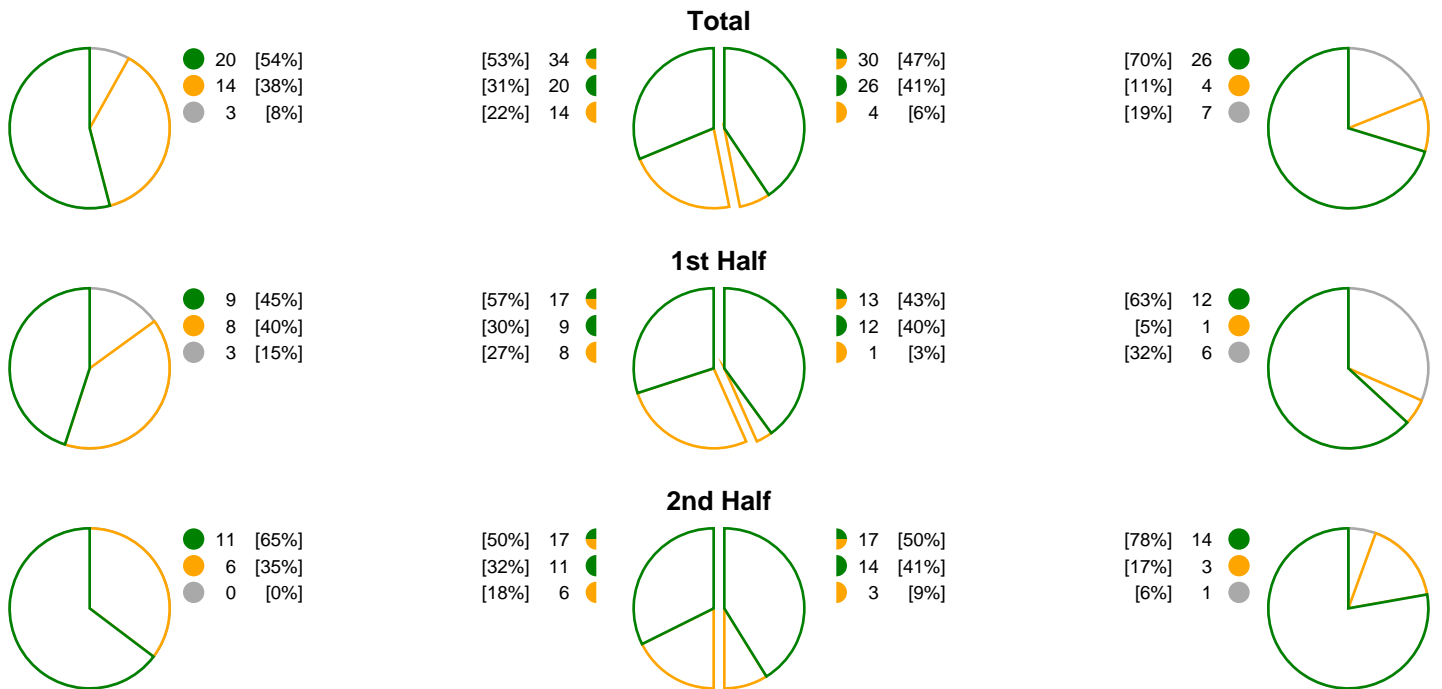 Total
20 [54%] [53%] 34 30 [47%] [70%] 26
14 [38%] [31%] 20 26 [41%] [11%] 4
3 [8%] [22%] 14 4 [6%] [19%] 7
1st Half
9 [45%] [57%] 17 13 [43%] [63%] 12
8 [40%] [30%] 9 12 [40%] [5%] 1
3 [15%] [27%] 8 1 [3%] [32%] 6
2nd Half
11 [65%] [50%] 17 17 [50%] [78%] 14
6 [35%] [32%] 11 14 [41%] [17%] 3
0 [0%] [18%] 6 3 [9%] [6%] 1